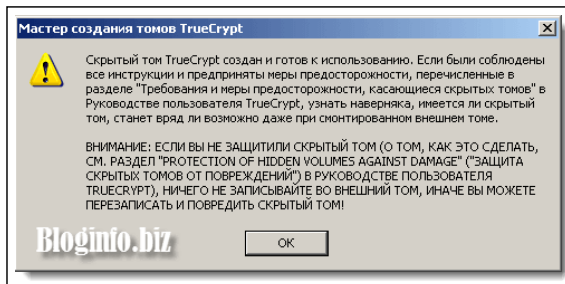 Мастер создания томов TrueCrypt
Скрытый том TrueCrypt создан и готов к использованию. Если были соблюдены
все инструкции и предприняты меры предосторожности, перечисленные в
разделе "Требования и меры предосторожности, касающиеся скрытых томов" в
Руководстве пользователя TrueCrypt, узнать наверняка, имеется ли скрытый
том, станет вряд ли возможно даже при смонтированном внешнем томе.
ВНИМАНИЕ: ЕСЛИ ВЫ НЕ ЗАЩИТИЛИ СКРЫТЫЙ ТОМ (О ТОМ, КАК ЭТО СДЕЛАТЬ,
СМ. РАЗДЕЛ "PROTECTION OF HIDDEN VOLUMES AGAINST DAMAGE" ("ЗАЩИТА
СКРЫТЫХ ТОМОВ ОТ ПОВРЕЖДЕНИЙ") В РУКОВОДСТВЕ ПОЛЬЗОВАТЕЛЯ
TRUECRYPT), НИЧЕГО НЕ ЗАПИСЫВАЙТЕ ВО ВНЕШНИЙ ТОМ, ИНАЧЕ ВЫ МОЖЕТЕ
ПЕРЕЗАПИСАТЬ И ПОВРЕДИТЬ СКРЫТЫЙ ТОМ!
Bloginfo.biz
ОК